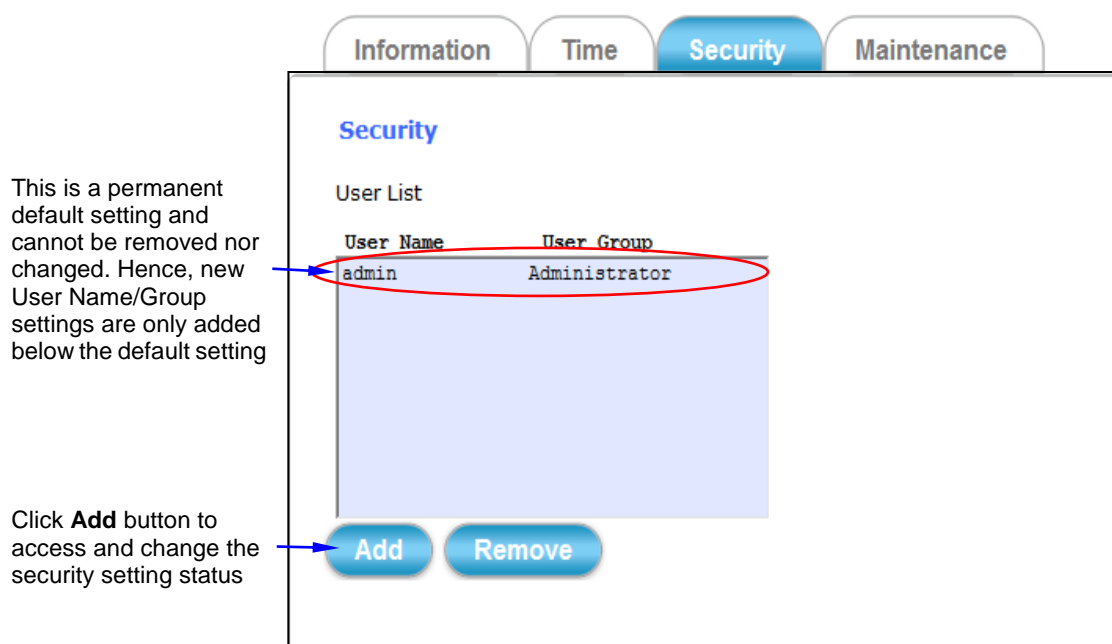 Information Time Security Maintenance
Security
User List
User Name User Group
admin Administrator
This is a permanent
default setting and
cannot be removed nor
changed. Hence, new
User Name/Group
settings are only added
below the default setting
Click Add button to
access and change the
security setting status
Add Remove